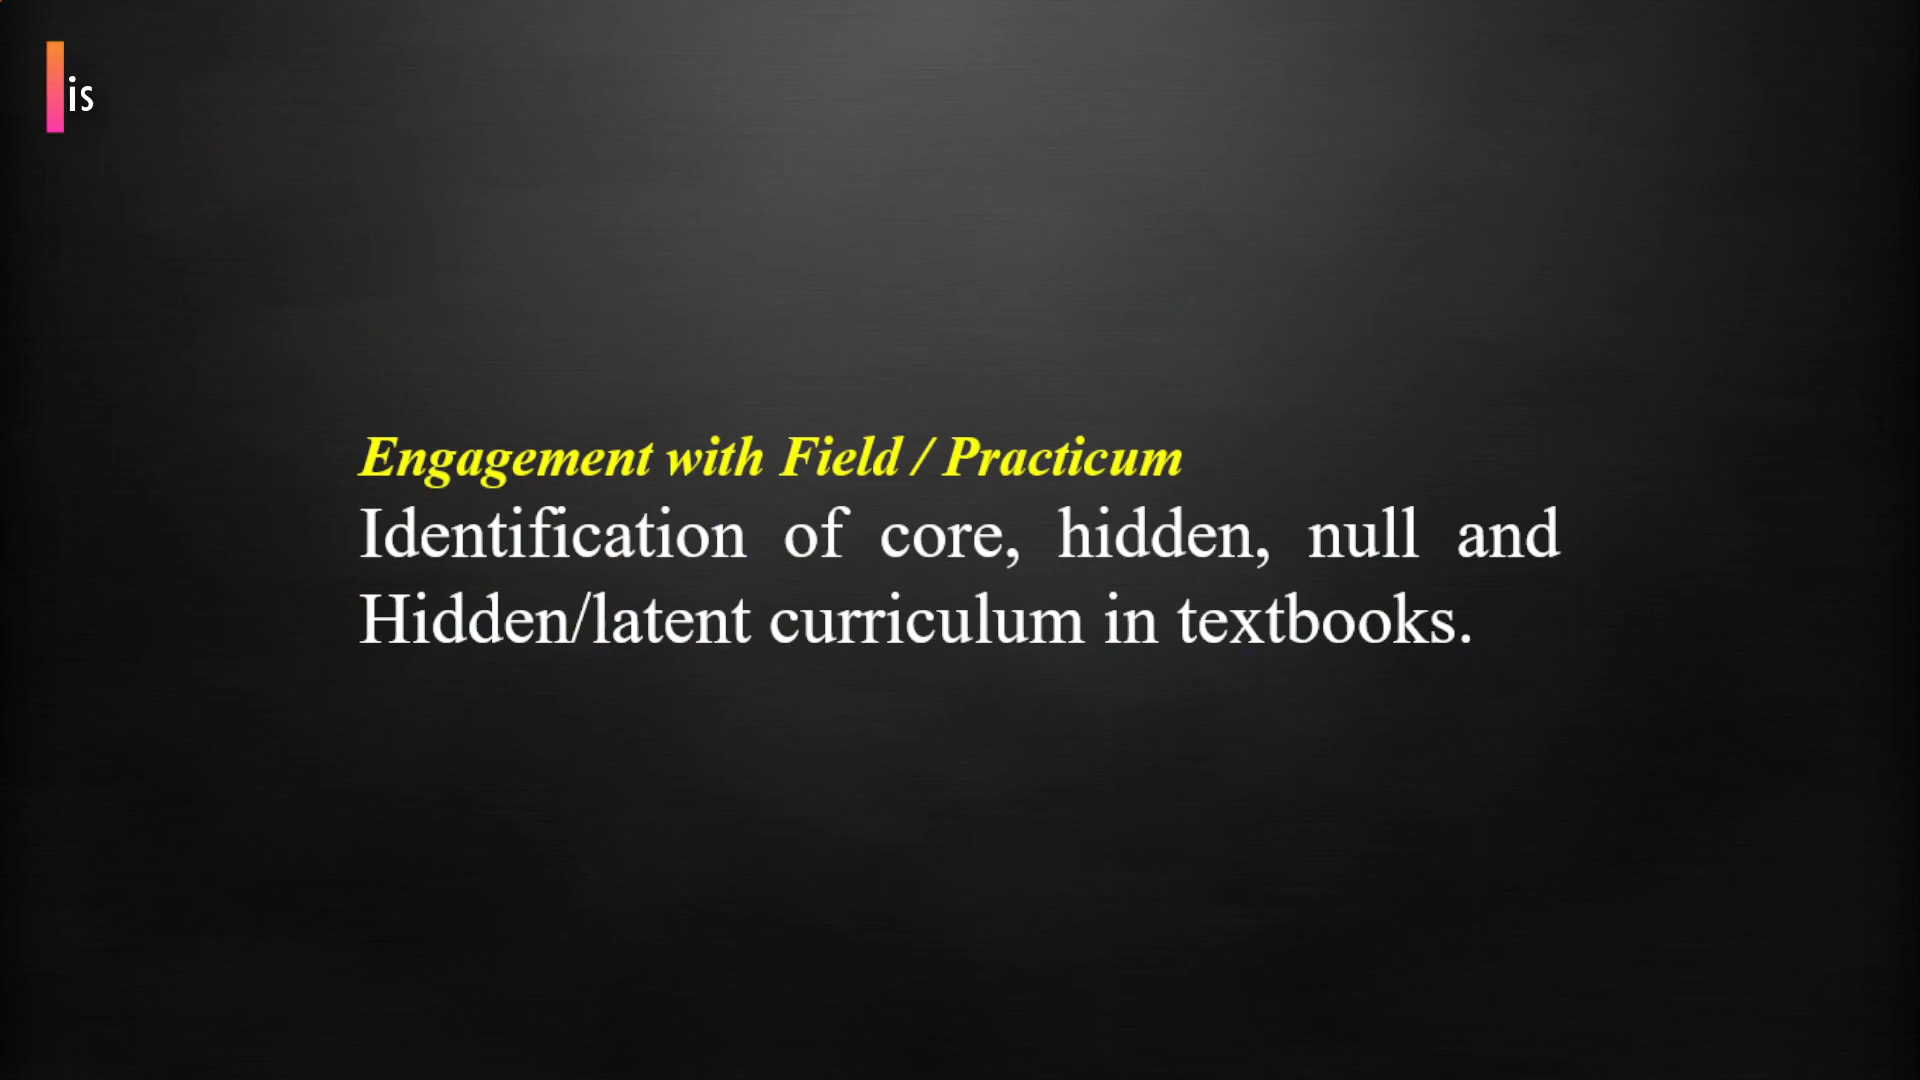 is
Engagement with Field / Practicum
Identification of core, hidden, null and
Hidden/latent curriculum in textbooks.